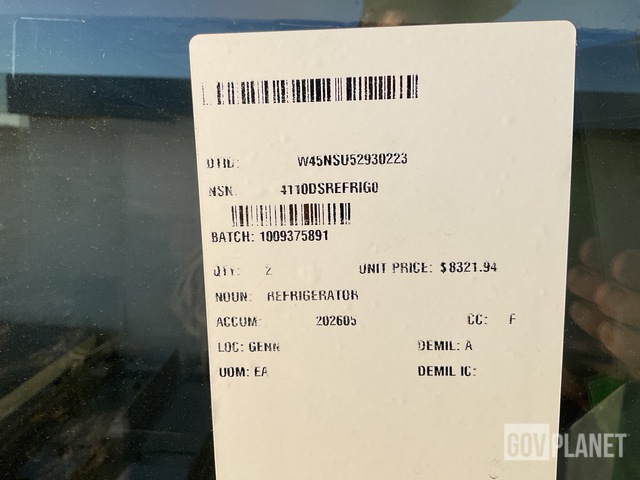 DTID: W45NSU52930223
NSN: 4110DSREFRIG0
BATCH: 1009375891
QTY: 2 UNIT PRICE: $8321.94
NOUN: REFRIGERATOR
ACCUM: 202605 CC: F
LOC: GENN DEMIL: A
UOM: EA DEMIL IC:
GOVPLANET